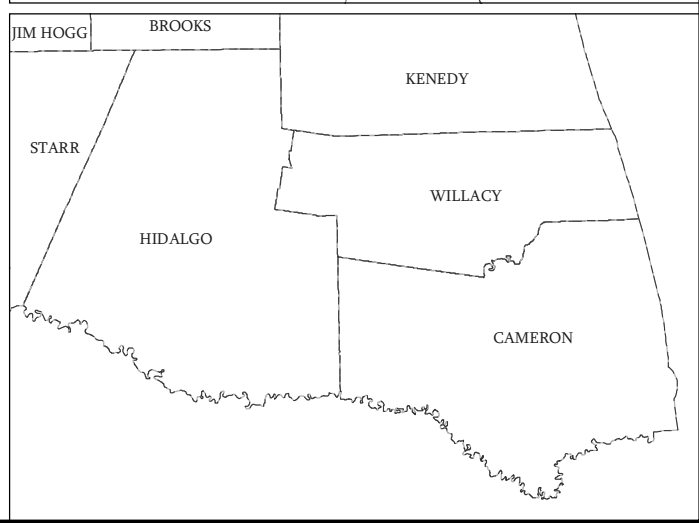 JIM HOGG
BROOKS
KENEDY
STARR
WILLACY
HIDALGO
CAMERON